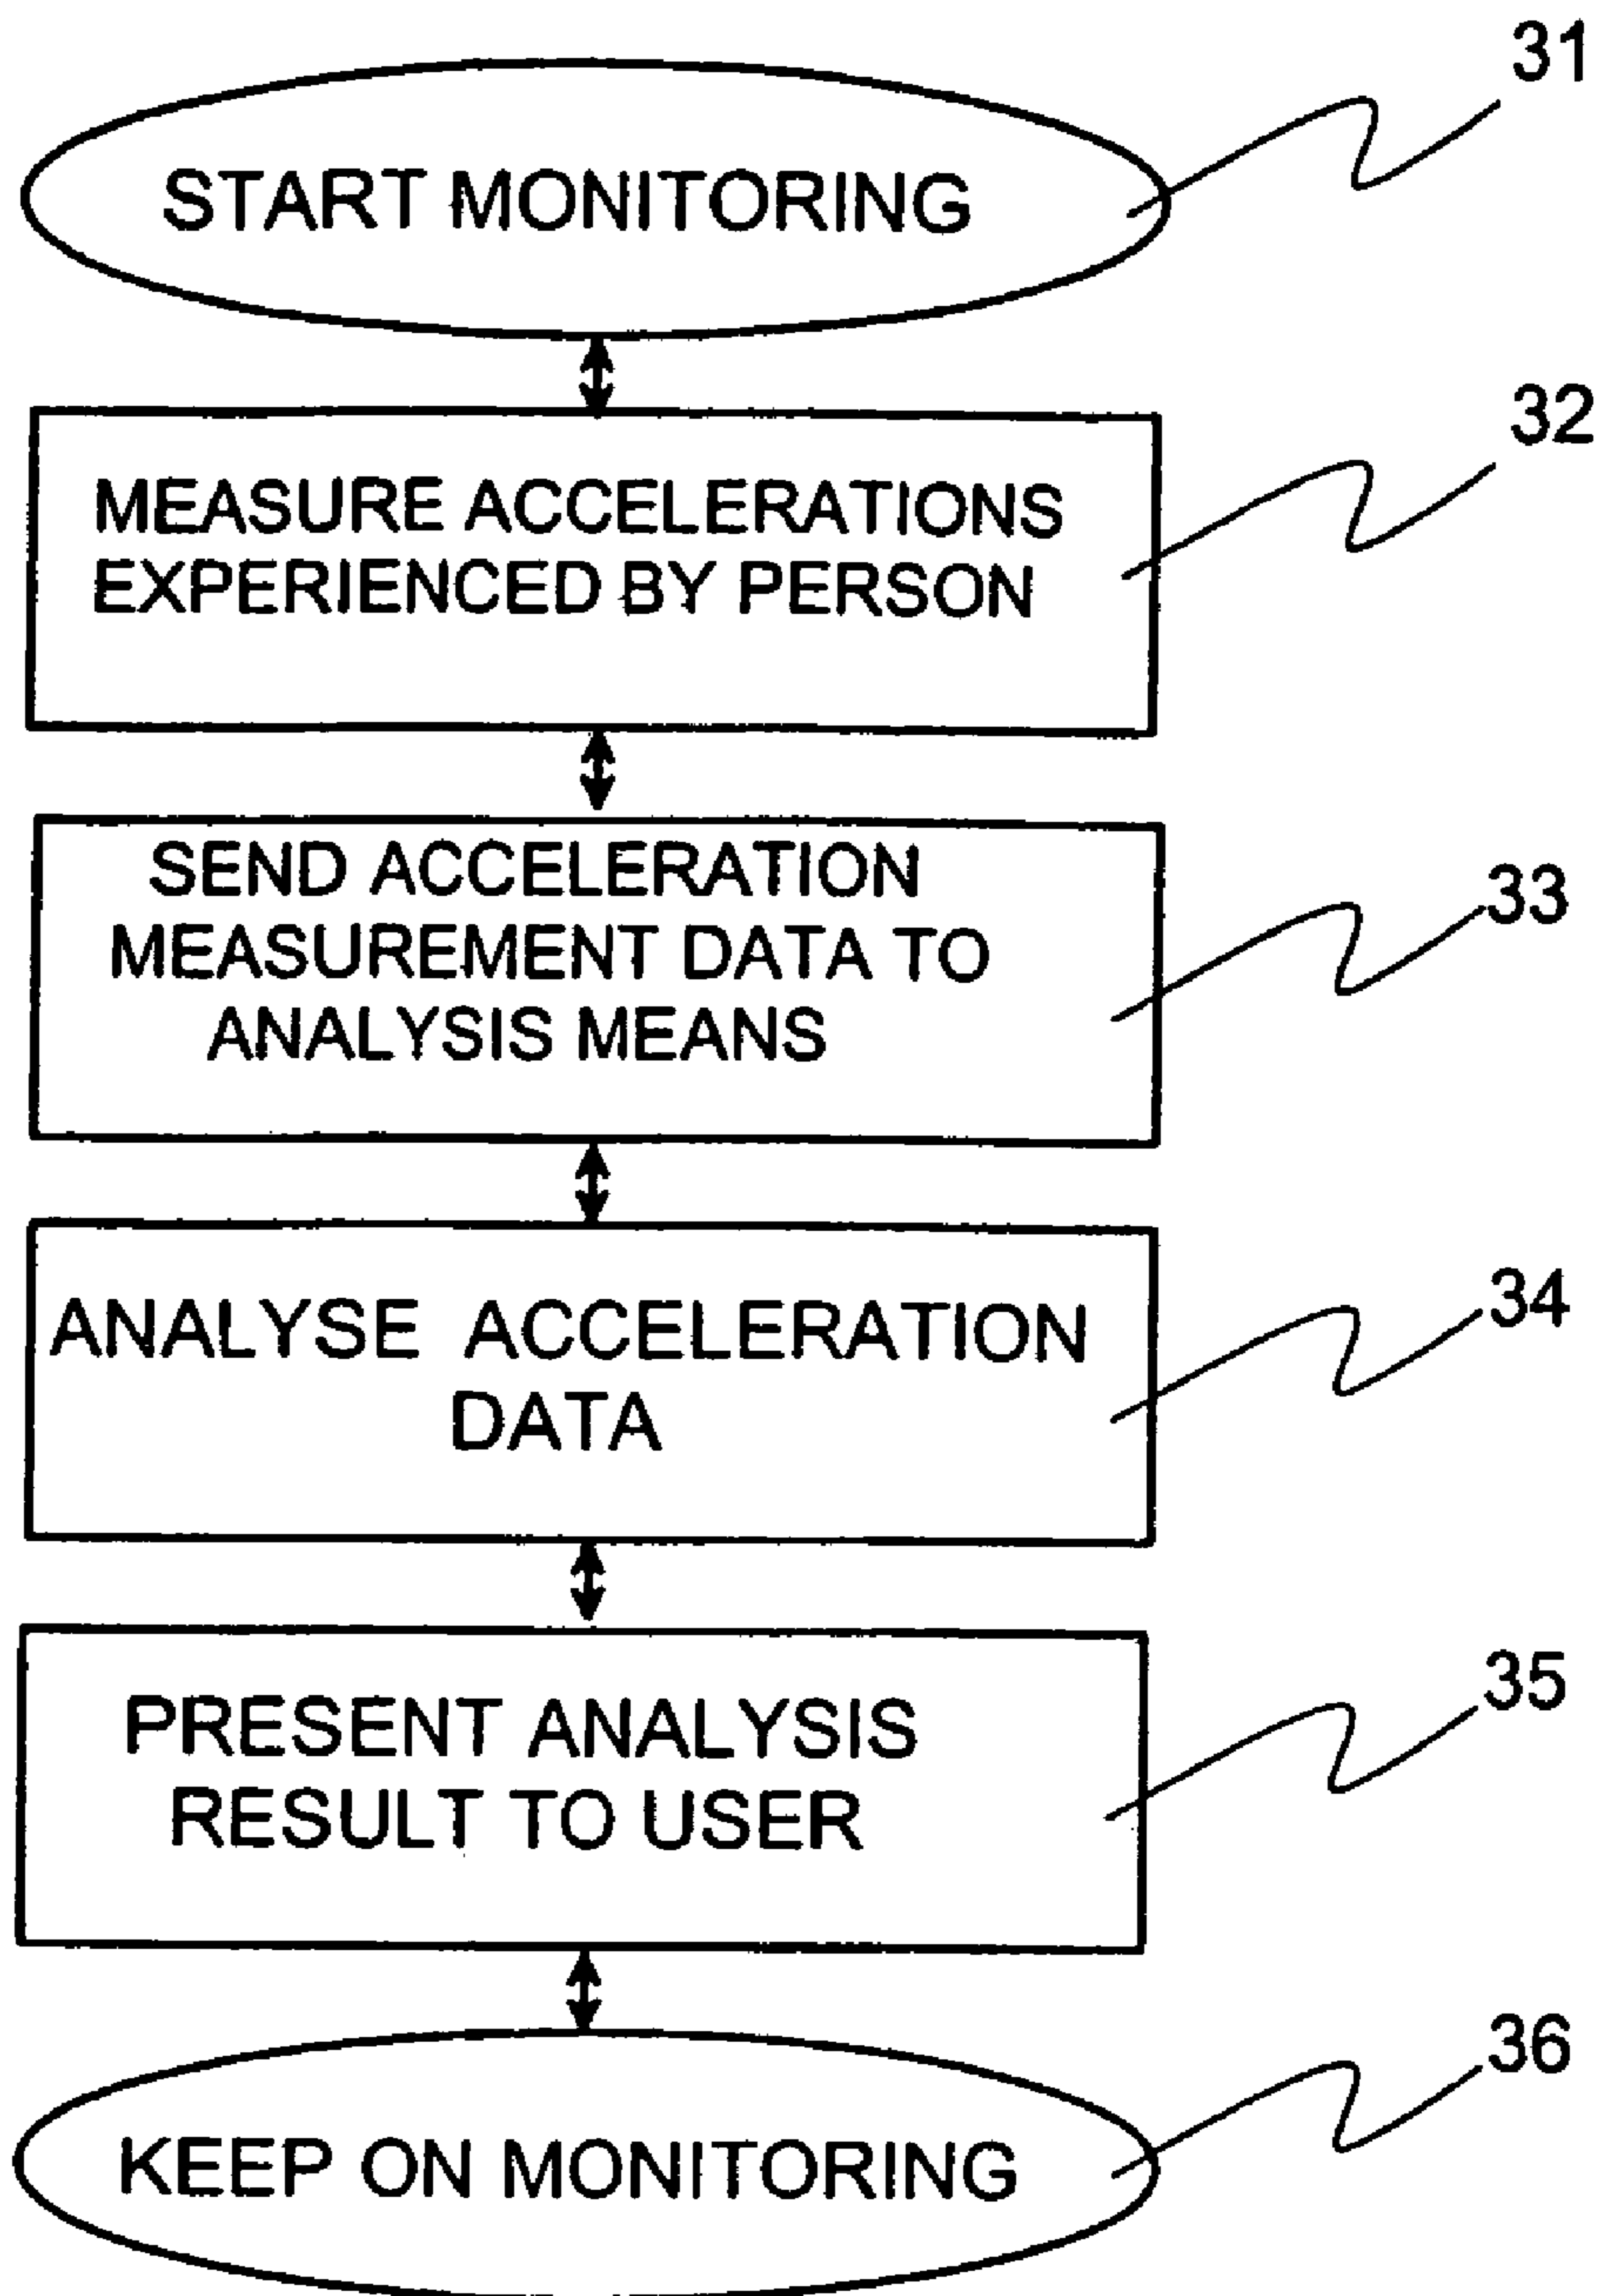 31
START MONITORING
32
MEASURE ACCELERATIONS
EXPERIENCED BY PERSON
33
SEND ACCELERATION
MEASUREMENT DATA TO
ANALYSIS MEANS
34
ANALYSE ACCELERATION
DATA
35
PRESENT ANALYSIS
RESULT TO USER
36
KEEP ON MONITORING